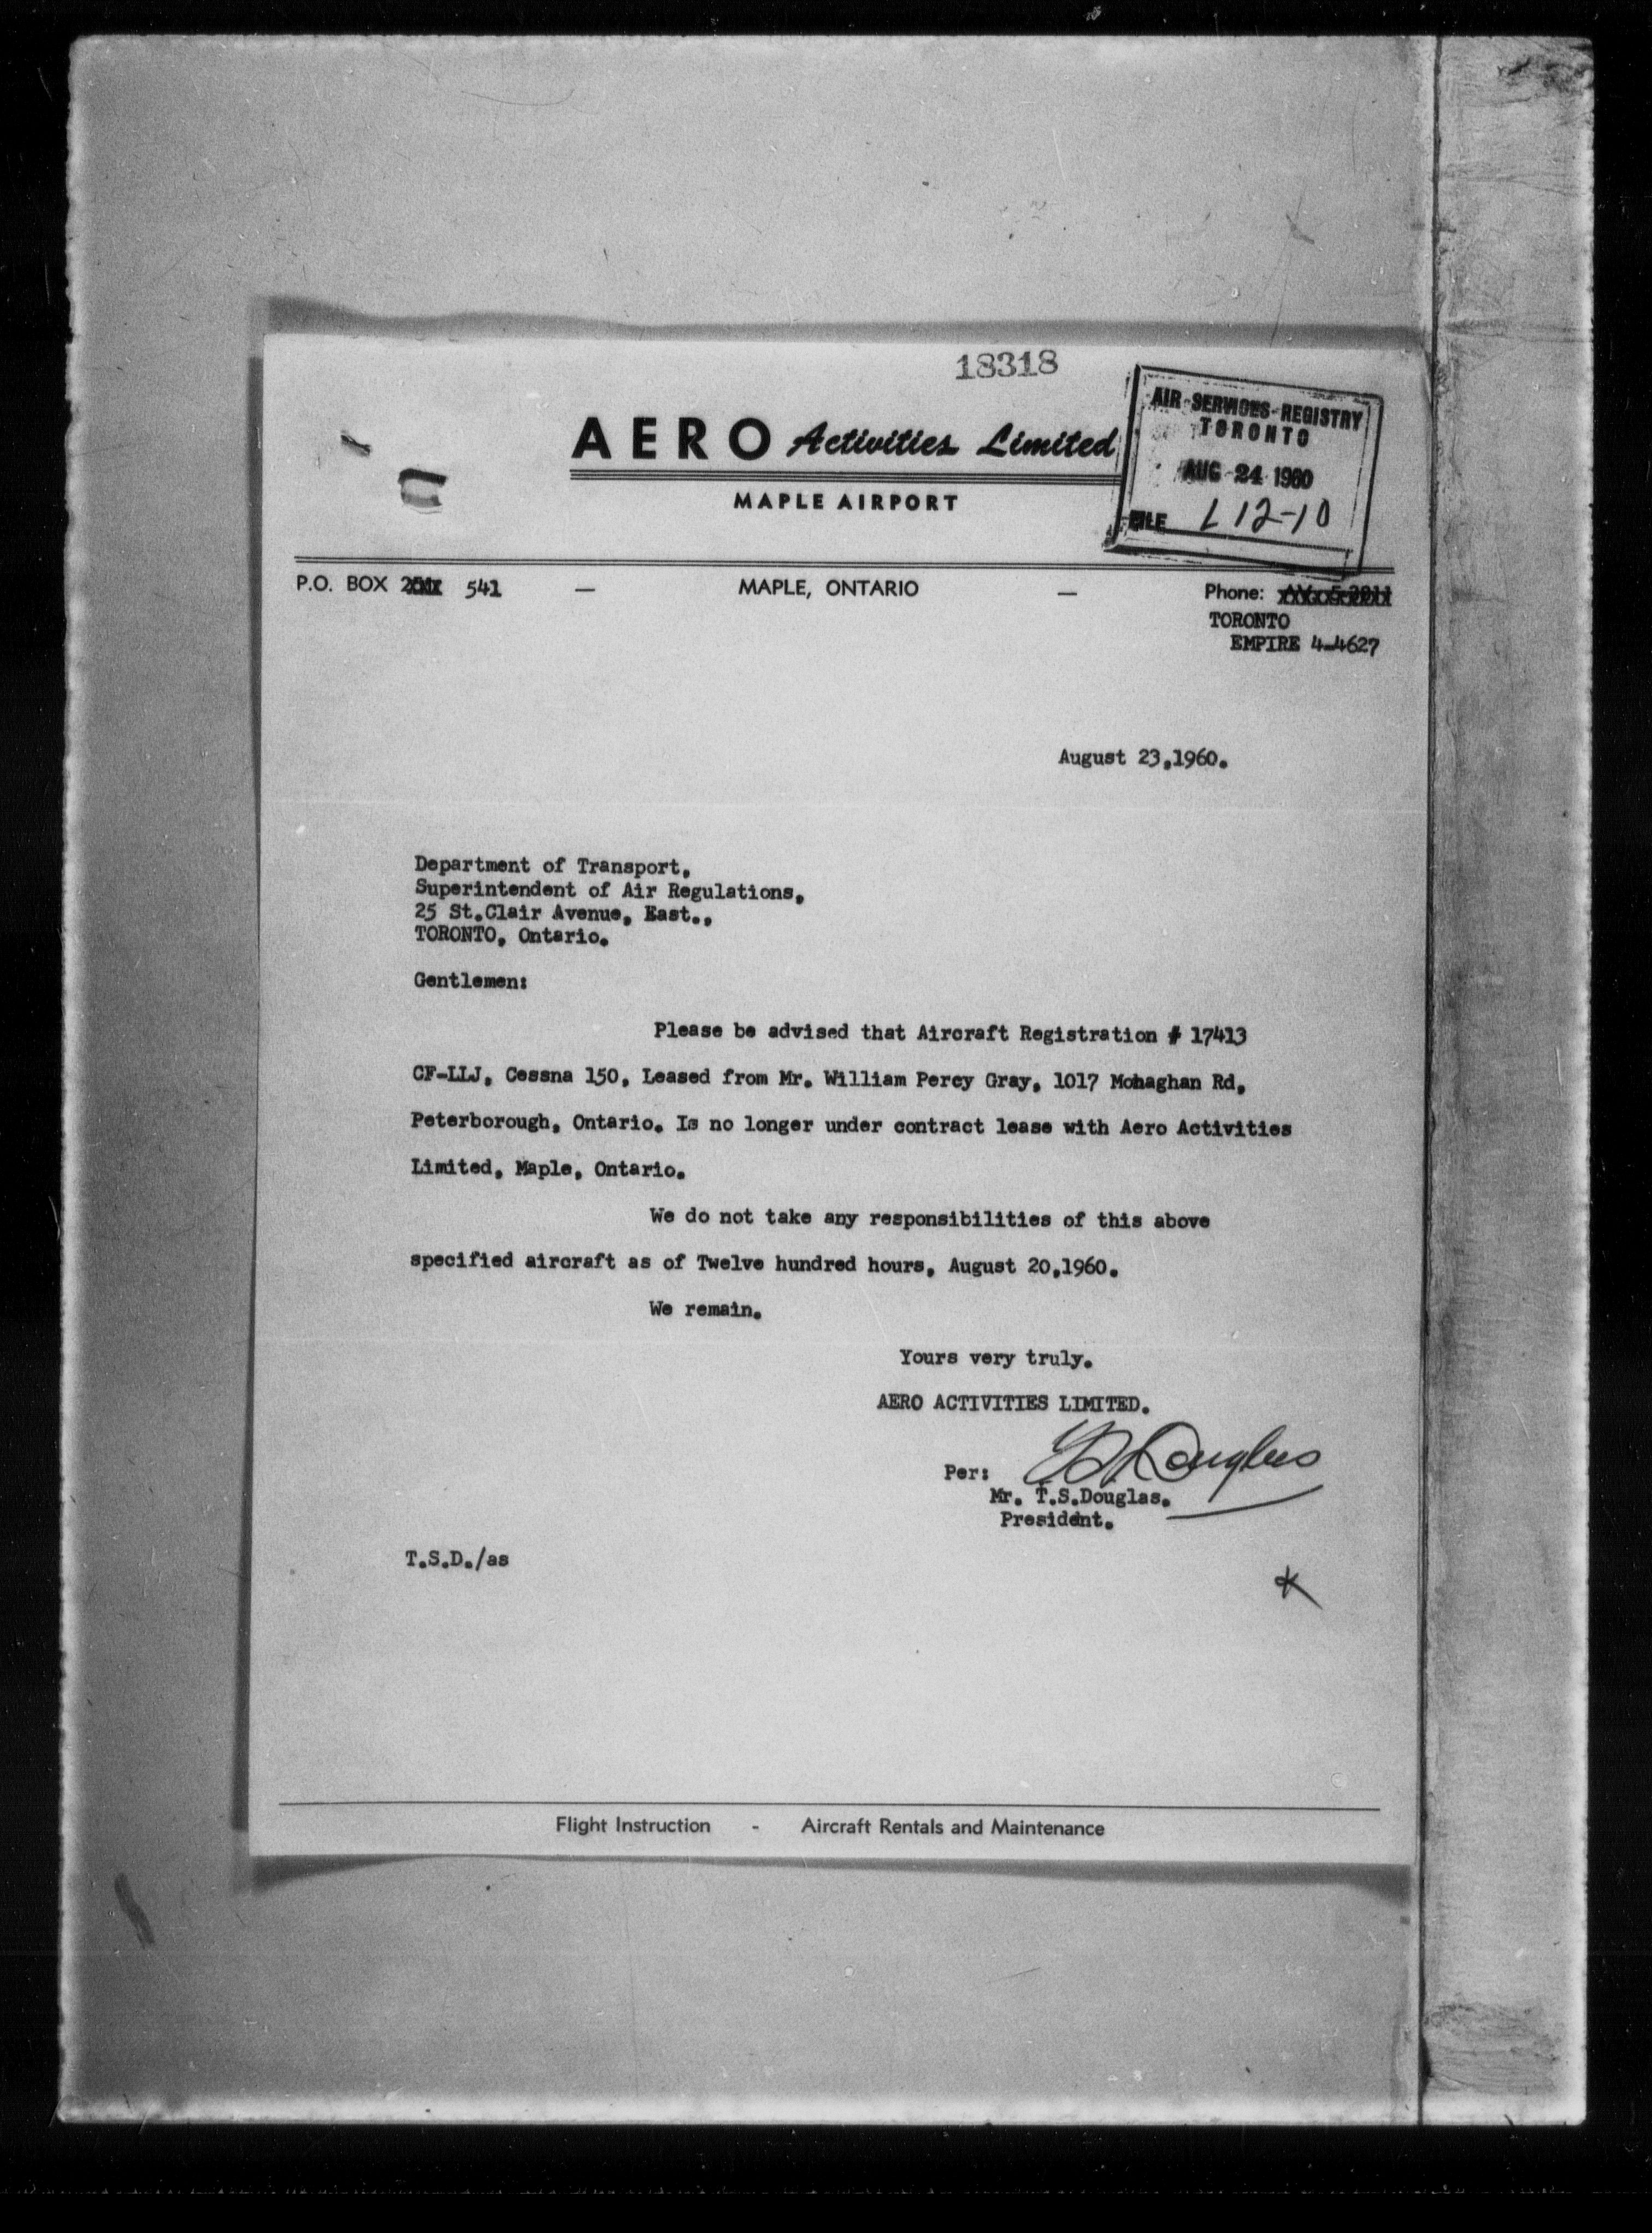 18318
AIR SERVICES REGISTRY
TORONTO
AUG 24 1960
FILE L 12-10
AERO Activities Limited
MAPLE AIRPORT
P.O. BOX 541 — MAPLE, ONTARIO — Phone:
TORONTO
EMPIRE 4-4627
August 23,1960.
Department of Transport,
Superintendent of Air Regulations,
25 St.Clair Avenue, East.,
TORONTO, Ontario.
Gentlemen:
Please be advised that Aircraft Registration # 17413
CF-LLJ, Cessna 150, Leased from Mr. William Percy Gray, 1017 Mohaghan Rd,
Peterborough, Ontario. Is no longer under contract lease with Aero Activities
Limited, Maple, Ontario.
We do not take any responsibilities of this above
specified aircraft as of Twelve hundred hours, August 20,1960.
We remain.
Yours very truly.
AERO ACTIVITIES LIMITED.
Per: TSDouglas
Mr. T.S.Douglas.
President.
T.S.D./as
Flight Instruction - Aircraft Rentals and Maintenance